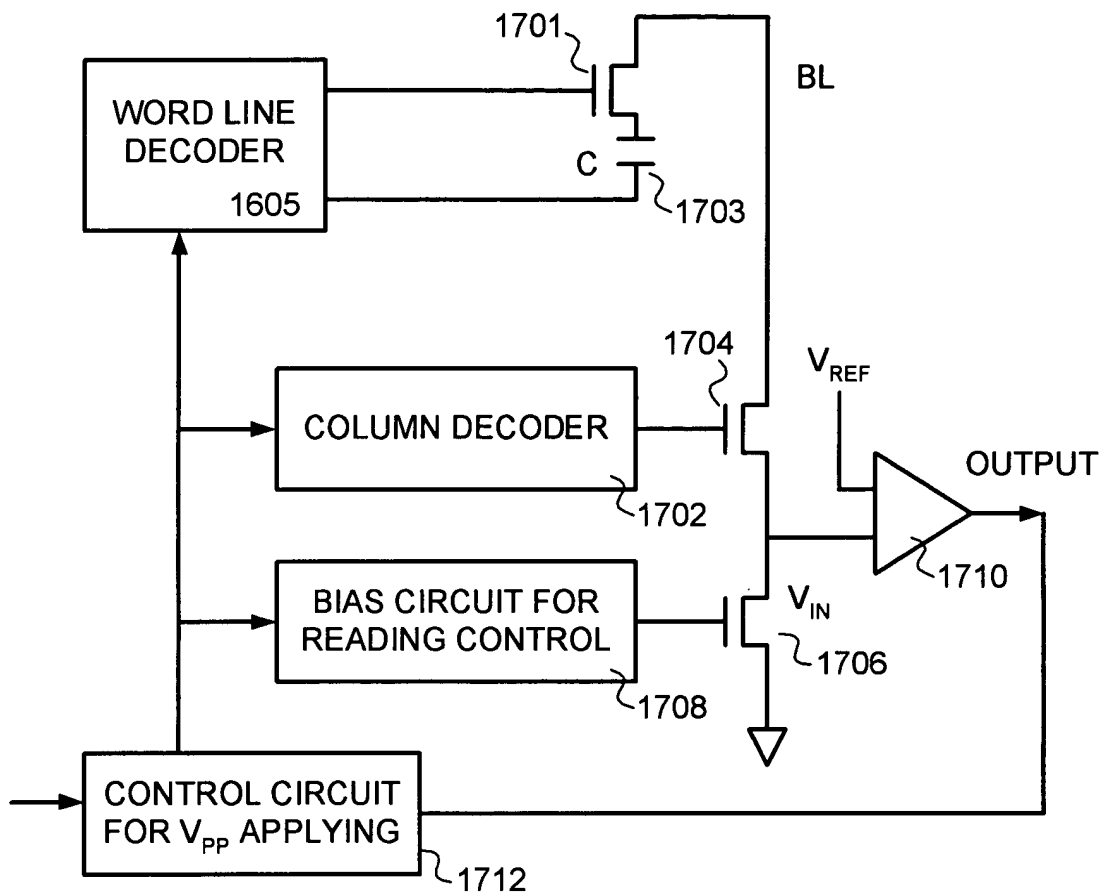 1701
BL
WORD LINE
DECODER
1605
C
1703
1704
V_REF
COLUMN DECODER
1702
OUTPUT
1710
BIAS CIRCUIT FOR
READING CONTROL
1708
V_IN
1706
CONTROL CIRCUIT
FOR V_PP APPLYING
1712